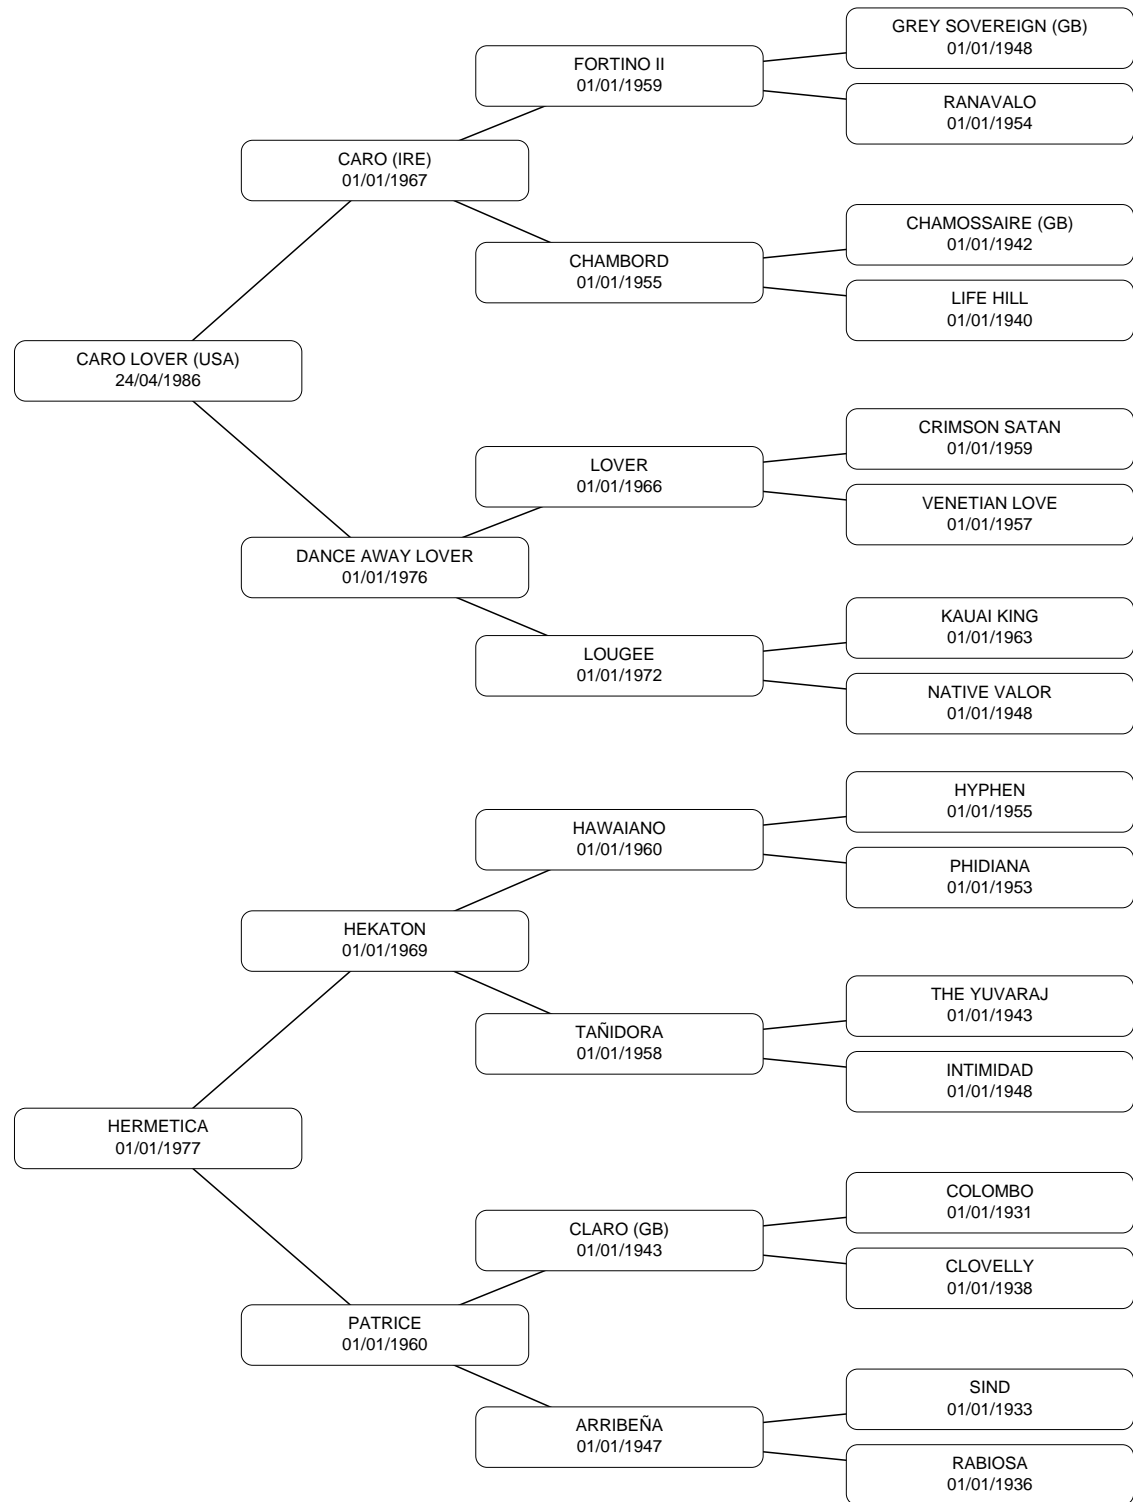 GREY SOVEREIGN (GB)
01/01/1948
FORTINO II
01/01/1959
RANAVALO
01/01/1954
CARO (IRE)
01/01/1967
CHAMOSSAIRE (GB)
01/01/1942
CHAMBORD
01/01/1955
LIFE HILL
01/01/1940
CARO LOVER (USA)
24/04/1986
CRIMSON SATAN
01/01/1959
LOVER
01/01/1966
VENETIAN LOVE
01/01/1957
DANCE AWAY LOVER
01/01/1976
KAUAI KING
01/01/1963
LOUGEE
01/01/1972
NATIVE VALOR
01/01/1948
HYPHEN
01/01/1955
HAWAIANO
01/01/1960
PHIDIANA
01/01/1953
HEKATON
01/01/1969
THE YUVARAJ
01/01/1943
TAÑIDORA
01/01/1958
INTIMIDAD
01/01/1948
HERMETICA
01/01/1977
COLOMBO
01/01/1931
CLARO (GB)
01/01/1943
CLOVELLY
01/01/1938
PATRICE
01/01/1960
SIND
01/01/1933
ARRIBEÑA
01/01/1947
RABIOSA
01/01/1936